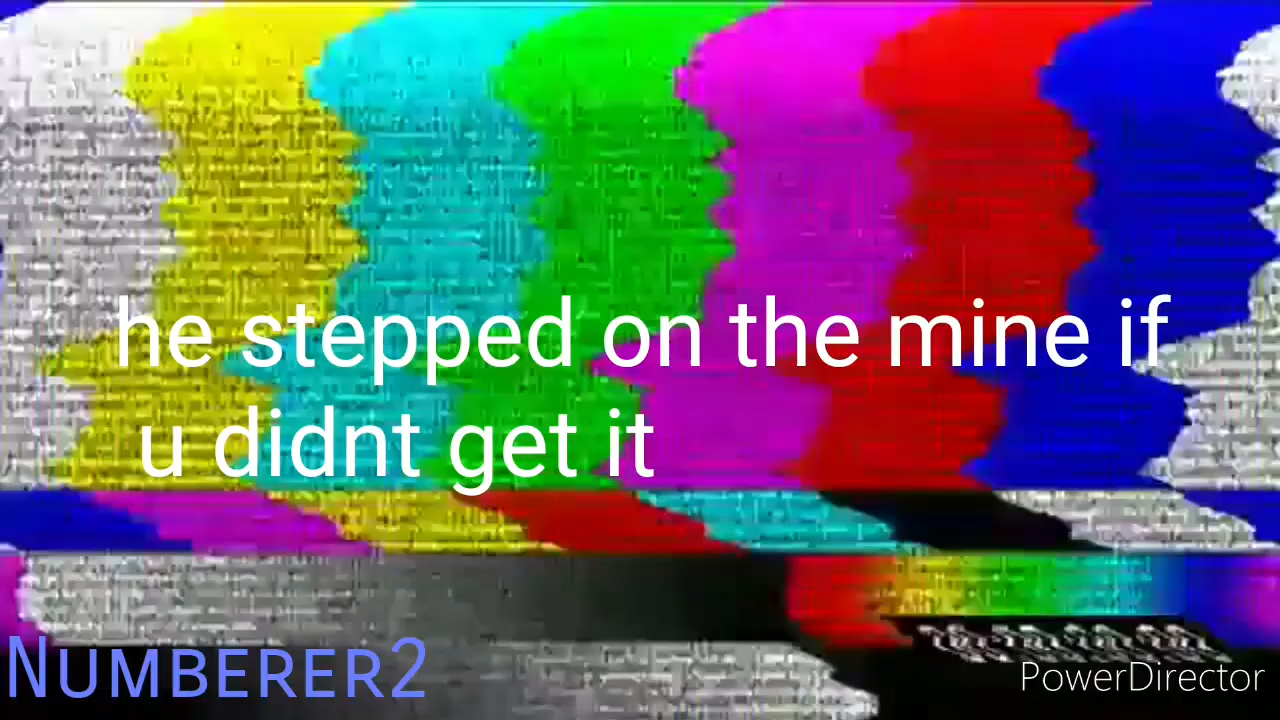 he stepped on the mine if
u didnt get it
NUMBERER2
PowerDirector